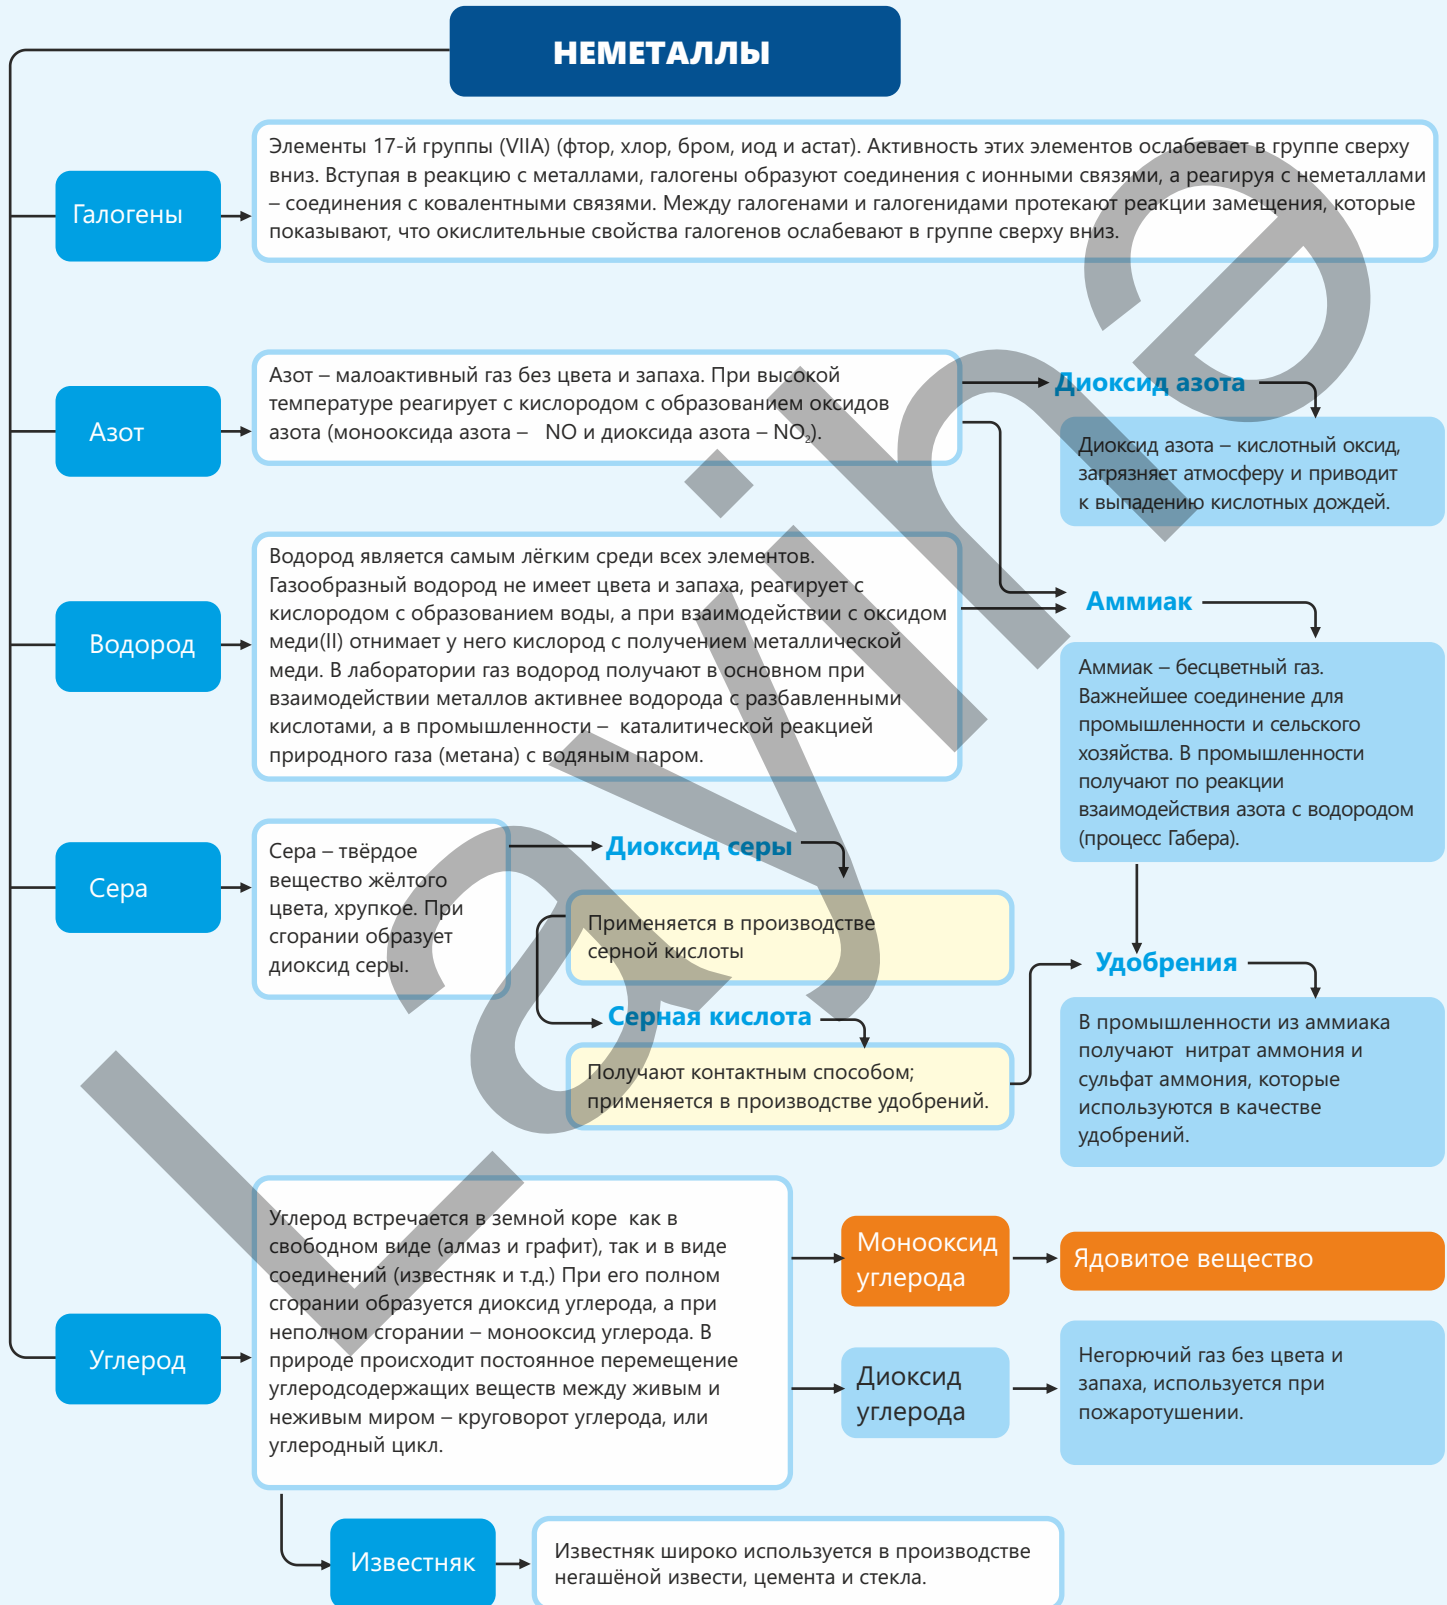 НЕМЕТАЛЛЫ
Галогены
Элементы 17-й группы (VIIA) (фтор, хлор, бром, иод и астат). Активность этих элементов ослабевает в группе сверху
вниз. Вступая в реакцию с металлами, галогены образуют соединения с ионными связями, а реагируя с неметаллами
– соединения с ковалентными связями. Между галогенами и галогенидами протекают реакции замещения, которые
показывают, что окислительные свойства галогенов ослабевают в группе сверху вниз.
Азот
Азот – малоактивный газ без цвета и запаха. При высокой
температуре реагирует с кислородом с образованием оксидов
азота (монооксида азота – NO и диоксида азота – NO₂).
Диоксид азота
Диоксид азота – кислотный оксид,
загрязняет атмосферу и приводит
к выпадению кислотных дождей.
Водород
Водород является самым лёгким среди всех элементов.
Газообразный водород не имеет цвета и запаха, реагирует с
кислородом с образованием воды, а при взаимодействии с оксидом
меди(II) отнимает у него кислород с получением металлической
меди. В лаборатории газ водород получают в основном при
взаимодействии металлов активнее водорода с разбавленными
кислотами, а в промышленности – каталитической реакцией
природного газа (метана) с водяным паром.
Аммиак
Аммиак – бесцветный газ.
Важнейшее соединение для
промышленности и сельского
хозяйства. В промышленности
получают по реакции
взаимодействия азота с водородом
(процесс Габера).
Сера
Сера – твёрдое
вещество жёлтого
цвета, хрупкое. При
сгорании образует
диоксид серы.
Диоксид серы
Применяется в производстве
серной кислоты
Серная кислота
Получают контактным способом;
применяется в производстве удобрений.
Удобрения
В промышленности из аммиака
получают нитрат аммония и
сульфат аммония, которые
используются в качестве
удобрений.
Углерод
Углерод встречается в земной коре как в
свободном виде (алмаз и графит), так и в виде
соединений (известняк и т.д.) При его полном
сгорании образуется диоксид углерода, а при
неполном сгорании – монооксид углерода. В
природе происходит постоянное перемещение
углеродсодержащих веществ между живым и
неживым миром – круговорот углерода, или
углеродный цикл.
Монооксид
углерода
Ядовитое вещество
Диоксид
углерода
Негорючий газ без цвета и
запаха, используется при
пожаротушении.
Известняк
Известняк широко используется в производстве
негашёной извести, цемента и стекла.
Layihə